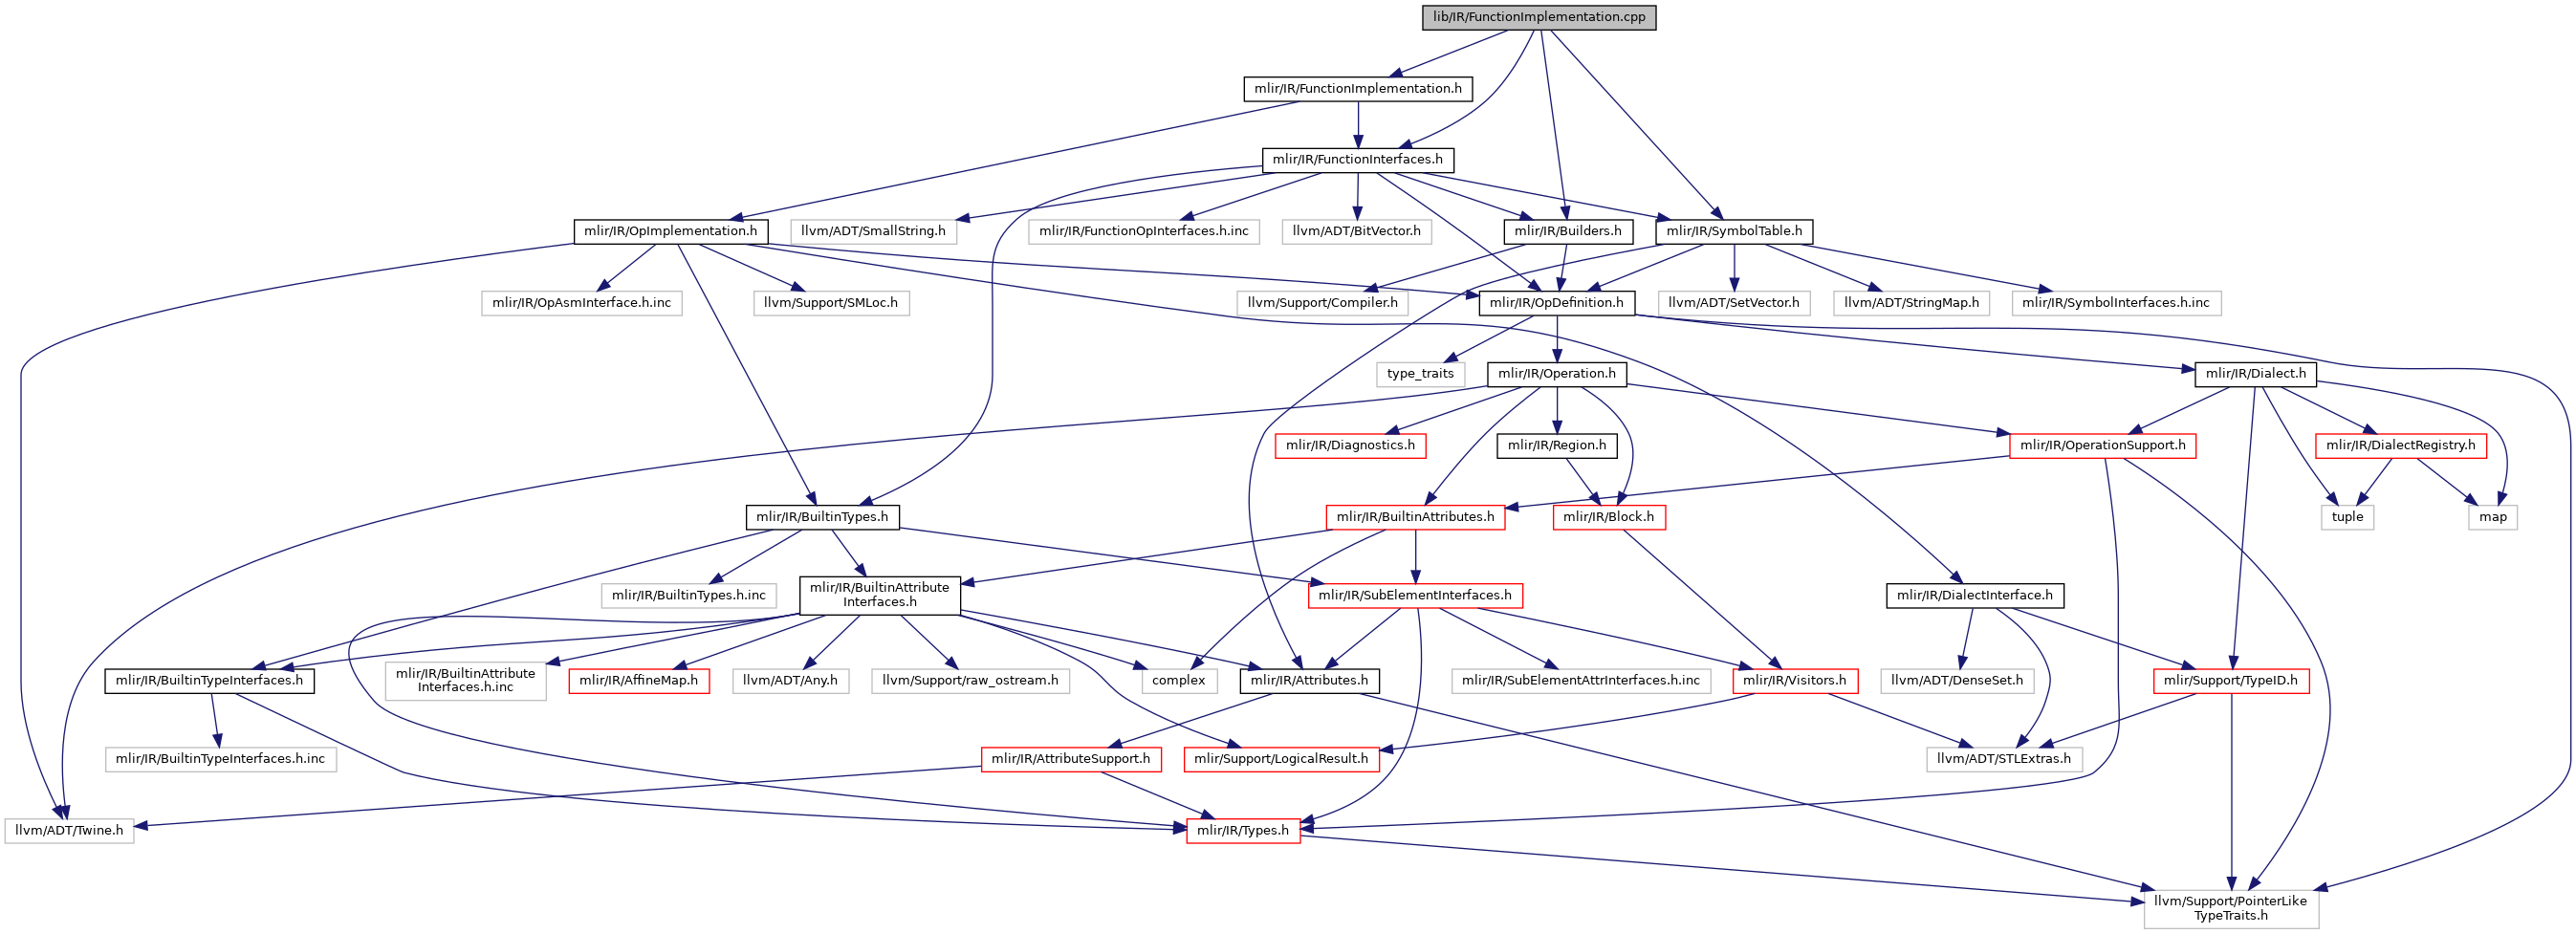 lib/IR/FunctionImplementation.cpp
mlir/IR/FunctionImplementation.h
mlir/IR/FunctionInterfaces.h
mlir/IR/OpImplementation.h
llvm/ADT/SmallString.h
mlir/IR/FunctionOpInterfaces.h.inc
llvm/ADT/BitVector.h
mlir/IR/Builders.h
mlir/IR/SymbolTable.h
mlir/IR/OpAsmInterface.h.inc
llvm/Support/SMLoc.h
llvm/Support/Compiler.h
mlir/IR/OpDefinition.h
llvm/ADT/SetVector.h
llvm/ADT/StringMap.h
mlir/IR/SymbolInterfaces.h.inc
type_traits
mlir/IR/Operation.h
mlir/IR/Dialect.h
mlir/IR/Diagnostics.h
mlir/IR/Region.h
mlir/IR/OperationSupport.h
mlir/IR/DialectRegistry.h
mlir/IR/BuiltinTypes.h
mlir/IR/BuiltinAttributes.h
mlir/IR/Block.h
tuple
map
mlir/IR/BuiltinTypes.h.inc
mlir/IR/BuiltinAttribute
Interfaces.h
mlir/IR/SubElementInterfaces.h
mlir/IR/DialectInterface.h
mlir/IR/BuiltinTypeInterfaces.h
mlir/IR/BuiltinAttribute
Interfaces.h.inc
mlir/IR/AffineMap.h
llvm/ADT/Any.h
llvm/Support/raw_ostream.h
complex
mlir/IR/Attributes.h
mlir/IR/SubElementAttrInterfaces.h.inc
mlir/IR/Visitors.h
llvm/ADT/DenseSet.h
mlir/Support/TypeID.h
mlir/IR/BuiltinTypeInterfaces.h.inc
mlir/IR/AttributeSupport.h
mlir/Support/LogicalResult.h
llvm/ADT/STLExtras.h
llvm/ADT/Twine.h
mlir/IR/Types.h
llvm/Support/PointerLike
TypeTraits.h